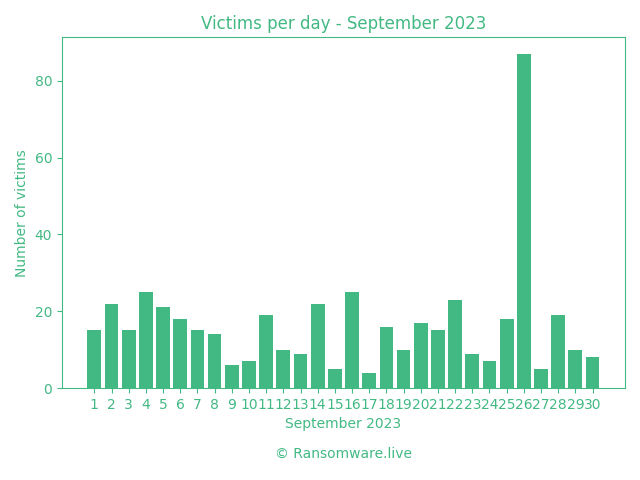 Victims per day - September 2023
Number of victims
80
60
40
20
0
1 2 3 4 5 6 7 8 9 10 11 12 13 14 15 16 17 18 19 20 21 22 23 24 25 26 27 28 29 30
September 2023
© Ransomware.live